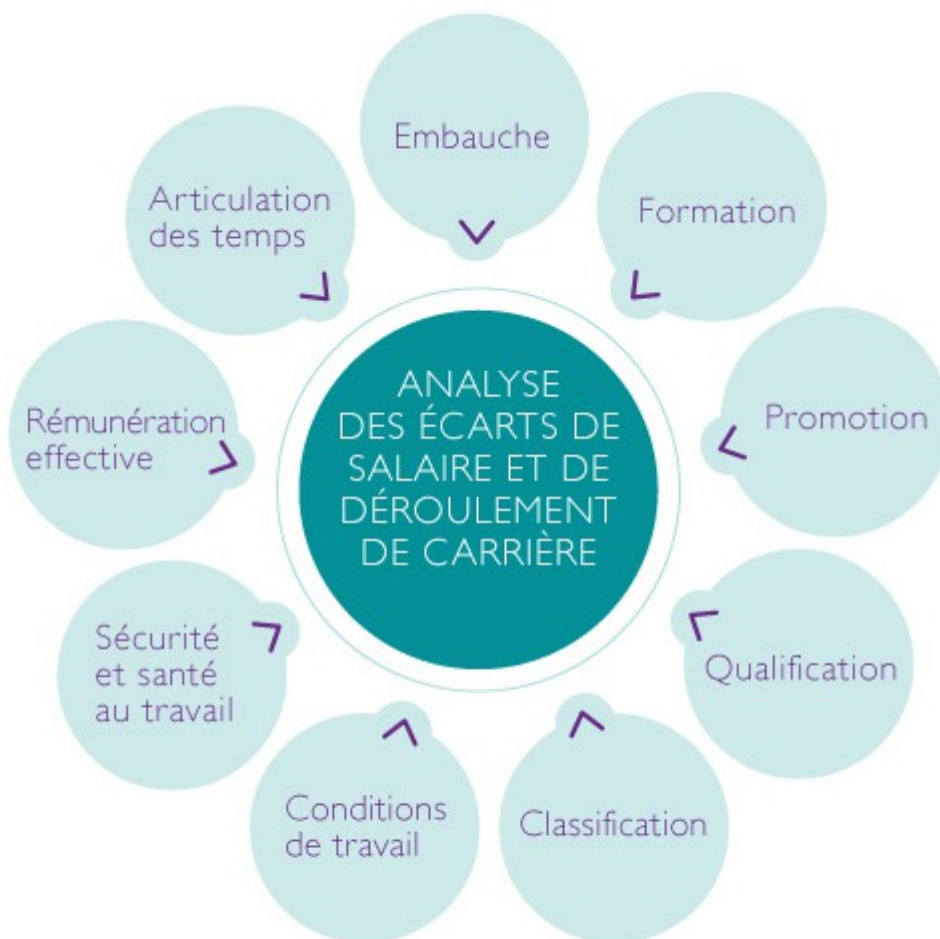 Embauche
Formation
Promotion
Qualification
Classification
Conditions
de travail
Sécurité
et santé
au travail
Rémunération
effective
Articulation
des temps
ANALYSE
DES ÉCARTS DE
SALAIRE ET DE
DÉROULEMENT
DE CARRIÈRE